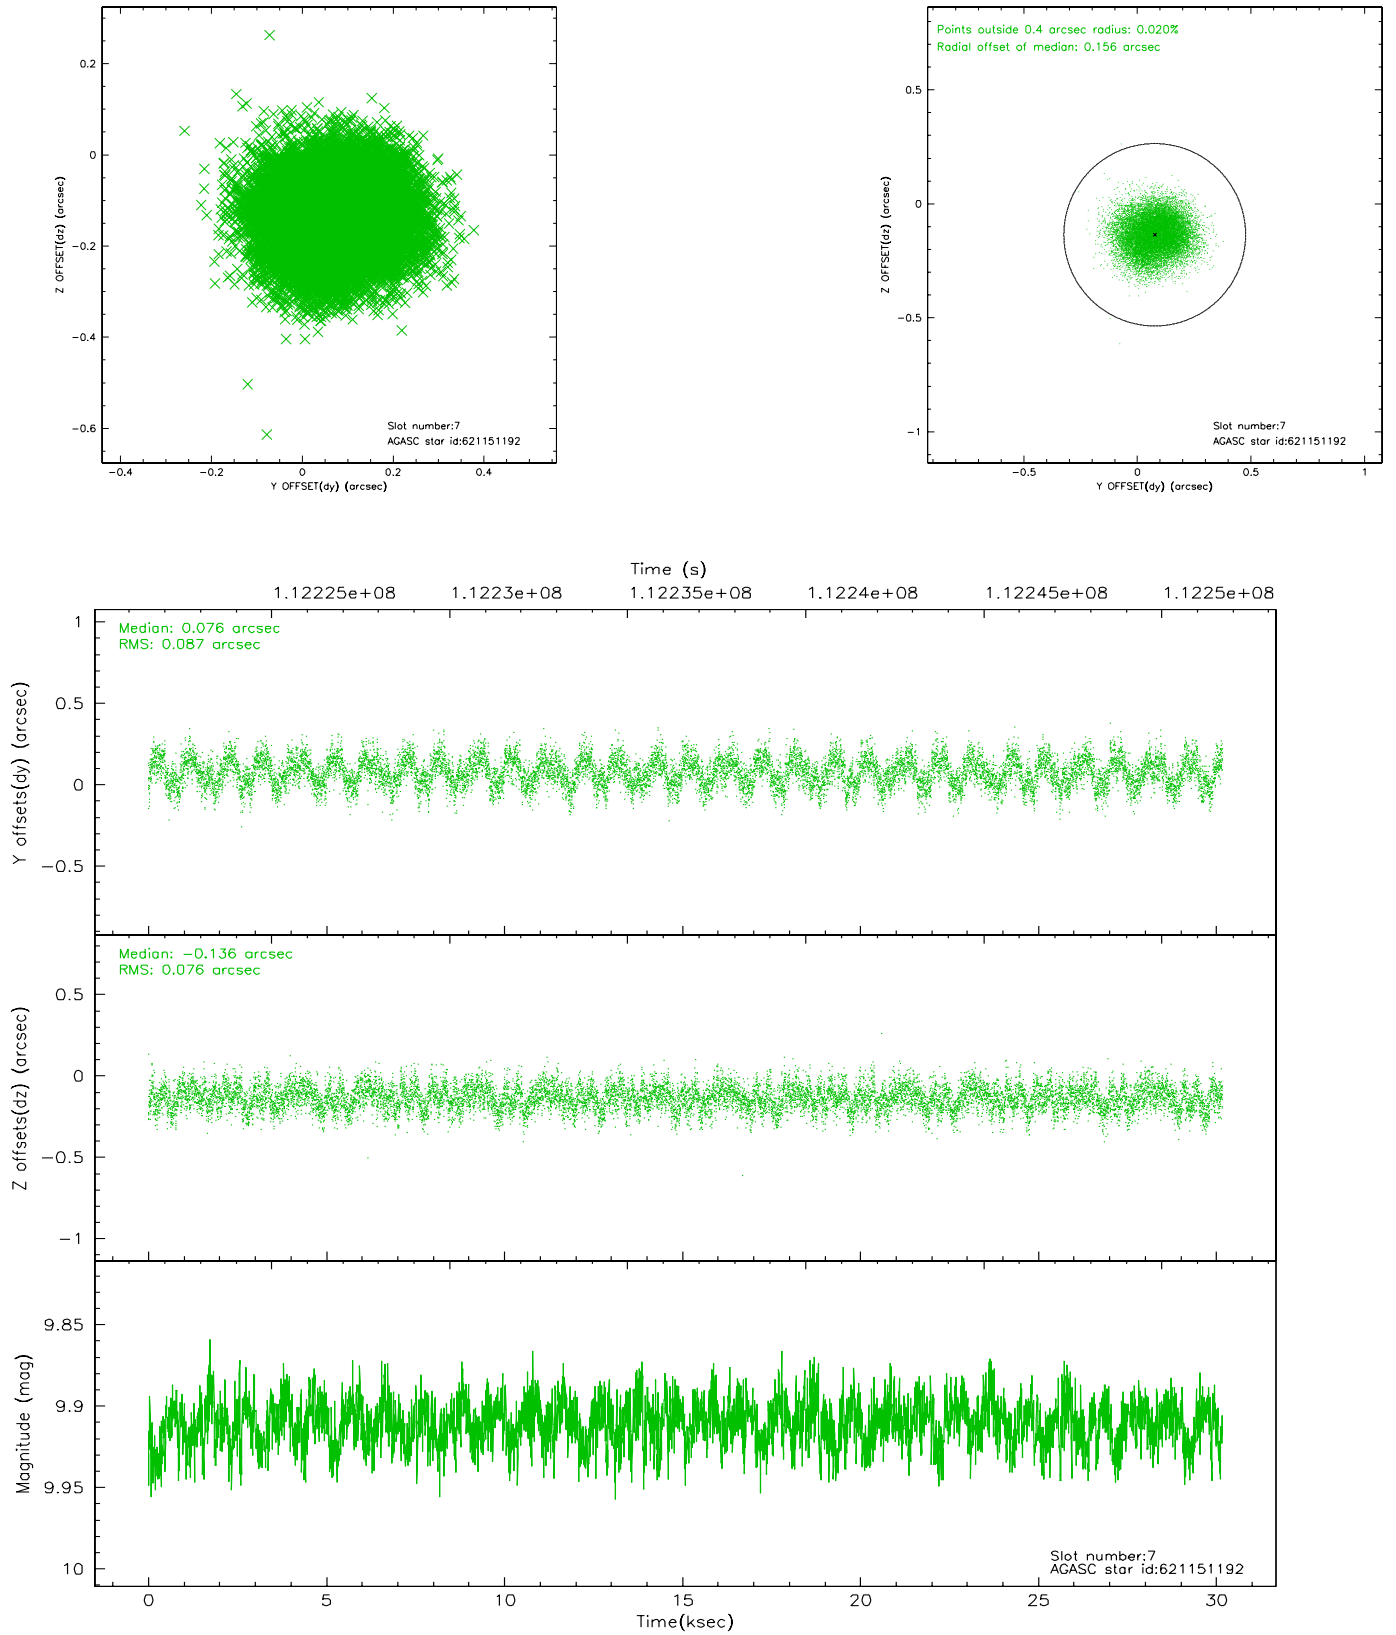 0.2
0
−0.2
−0.4
−0.6
Z OFFSET(dz) (arcsec)
Slot number:7
AGASC star id:621151192
−0.4 −0.2 0 0.2 0.4
Y OFFSET(dy) (arcsec)
Points outside 0.4 arcsec radius: 0.020%
Radial offset of median: 0.156 arcsec
0.5
0
−0.5
−1
Z OFFSET(dz) (arcsec)
Slot number:7
AGASC star id:621151192
−0.5 0 0.5 1
Y OFFSET(dy) (arcsec)
Time (s)
1.12225e+08 1.1223e+08 1.12235e+08 1.1224e+08 1.12245e+08 1.1225e+08
Median: 0.076 arcsec
RMS: 0.087 arcsec
1
0.5
0
−0.5
Y offsets(dy) (arcsec)
Median: −0.136 arcsec
RMS: 0.076 arcsec
0.5
0
−0.5
−1
Z offsets(dz) (arcsec)
9.85
9.9
9.95
10
Magnitude (mag)
Slot number:7
AGASC star id:621151192
0 5 10 15 20 25 30
Time(ksec)